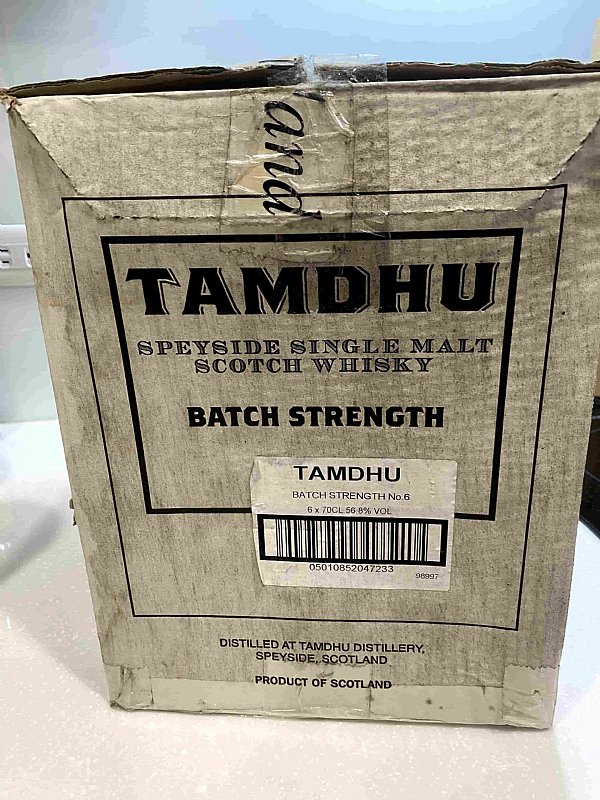 and
TAMDHU
SPEYSIDE SINGLE MALT
SCOTCH WHISKY
BATCH STRENGTH
TAMDHU
BATCH STRENGTH No.6
6 x 70CL 56.8% VOL
05010852047233
98997
DISTILLED AT TAMDHU DISTILLERY,
SPEYSIDE, SCOTLAND
PRODUCT OF SCOTLAND